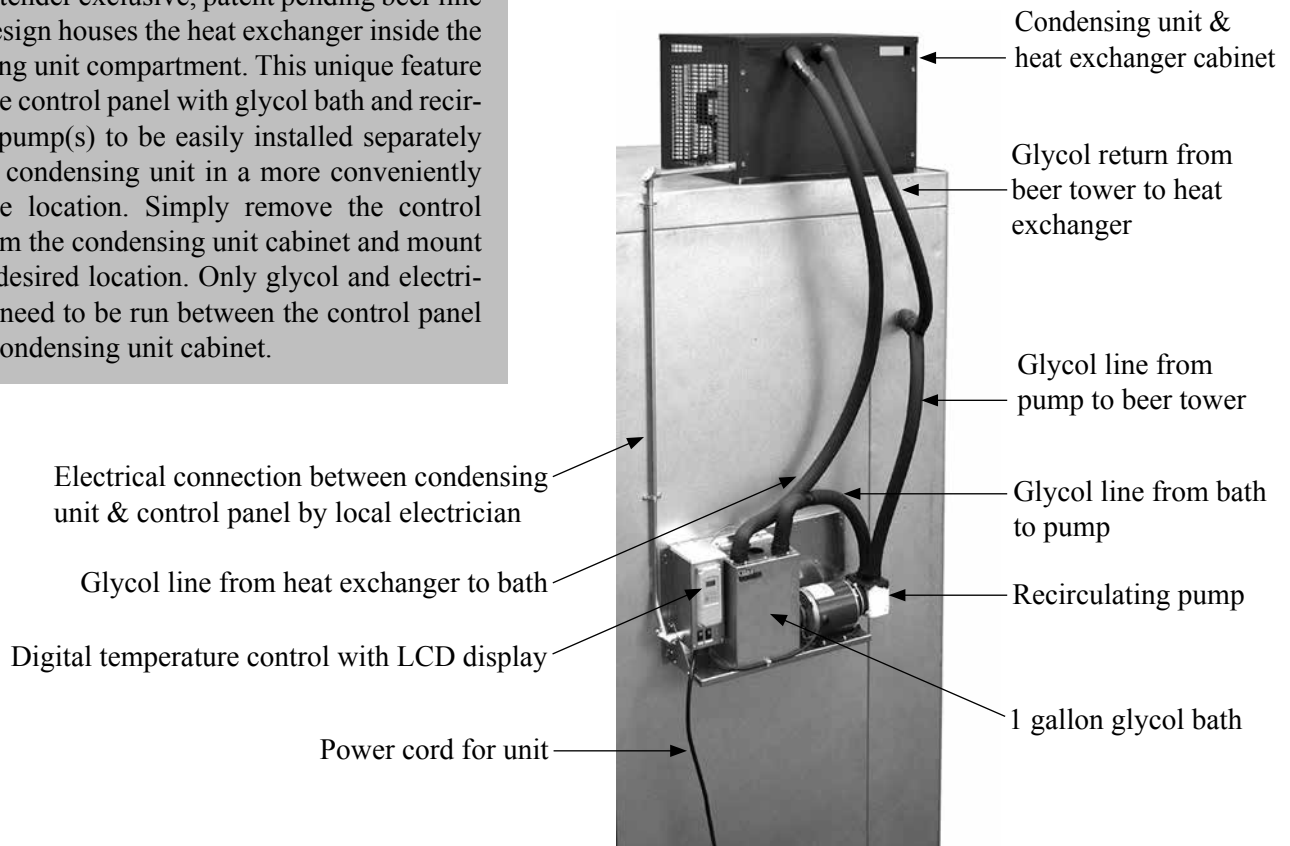 tender exclusive, patent pending beer line
esign houses the heat exchanger inside the
ing unit compartment. This unique feature
e control panel with glycol bath and recir-
pump(s) to be easily installed separately
condensing unit in a more conveniently
e location. Simply remove the control
m the condensing unit cabinet and mount
desired location. Only glycol and electri-
need to be run between the control panel
ondensing unit cabinet.
Condensing unit &
heat exchanger cabinet
Glycol return from
beer tower to heat
exchanger
Glycol line from
pump to beer tower
Electrical connection between condensing
unit & control panel by local electrician
Glycol line from bath
to pump
Glycol line from heat exchanger to bath
Recirculating pump
Digital temperature control with LCD display
1 gallon glycol bath
Power cord for unit